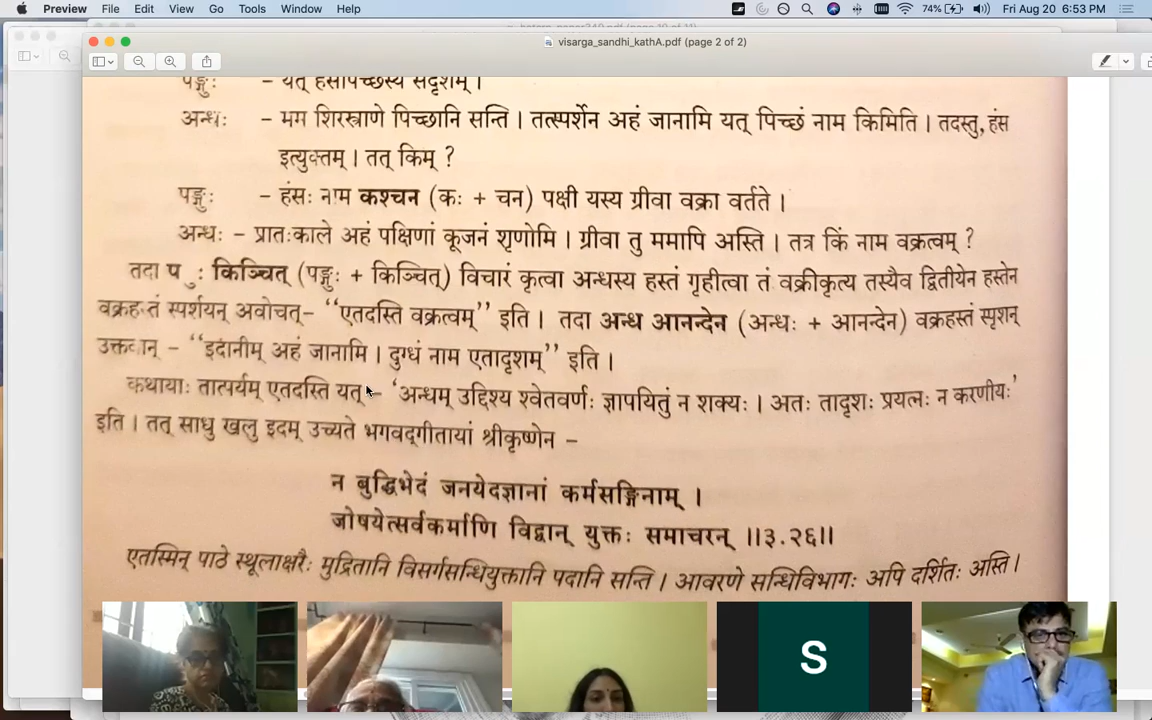 Preview File Edit View Go Tools Window Help 74% Fri Aug 20 6:53 PM
visarga_sandhi_kathA.pdf (page 2 of 2)
पङ्गुः – यत् हंसपिच्छस्य सदृशम् ।
अन्धः – मम शिरस्त्राणे पिच्छानि सन्ति । तत्स्पर्शेन अहं जानामि यत् पिच्छं नाम किमिति । तदस्तु, हंस
इत्युक्तम् । तत् किम् ?
पङ्गुः – हंसः नाम कश्चन (कः + चन) पक्षी यस्य ग्रीवा वक्रा वर्तते ।
अन्धः – प्रातःकाले अहं पक्षिणां कूजनं शृणोमि । ग्रीवा तु ममापि अस्ति । तत्र किं नाम वक्रत्वम् ?
तदा किञ्चित् (पङ्गुः + किञ्चित्) विचारं कृत्वा अन्धस्य हस्तं गृहीत्वा तं वक्रीकृत्य तस्यैव द्वितीयेन हस्तेन
वक्रहस्तं स्पर्शयन् अवोचत्– “एतदस्ति वक्रत्वम्” इति । तदा अन्ध आनन्देन (अन्धः + आनन्देन) वक्रहस्तं स्पृशन्
उक्तवान् – “इदानीम् अहं जानामि । दुग्धं नाम एतादृशम्” इति ।
कथायाः तात्पर्यम् एतदस्ति यत् – ‘अन्धम् उद्दिश्य श्वेतवर्णः ज्ञापयितुं न शक्यः । अतः तादृशः प्रयत्नः न करणीयः’
इति । तत् साधु खलु इदम् उच्यते भगवद्‌गीतायां श्रीकृष्णेन –
न बुद्धिभेदं जनयेदज्ञानां कर्मसङ्गिनाम् ।
जोषयेत्सर्वकर्माणि विद्वान् युक्तः समाचरन् ।।३.२६।।
एतस्मिन् पाठे स्थूलाक्षरैः मुद्रितानि विसर्गसन्धियुक्तानि पदानि सन्ति । आवरणे सन्धिविभागः अपि दर्शितः अस्ति ।
S